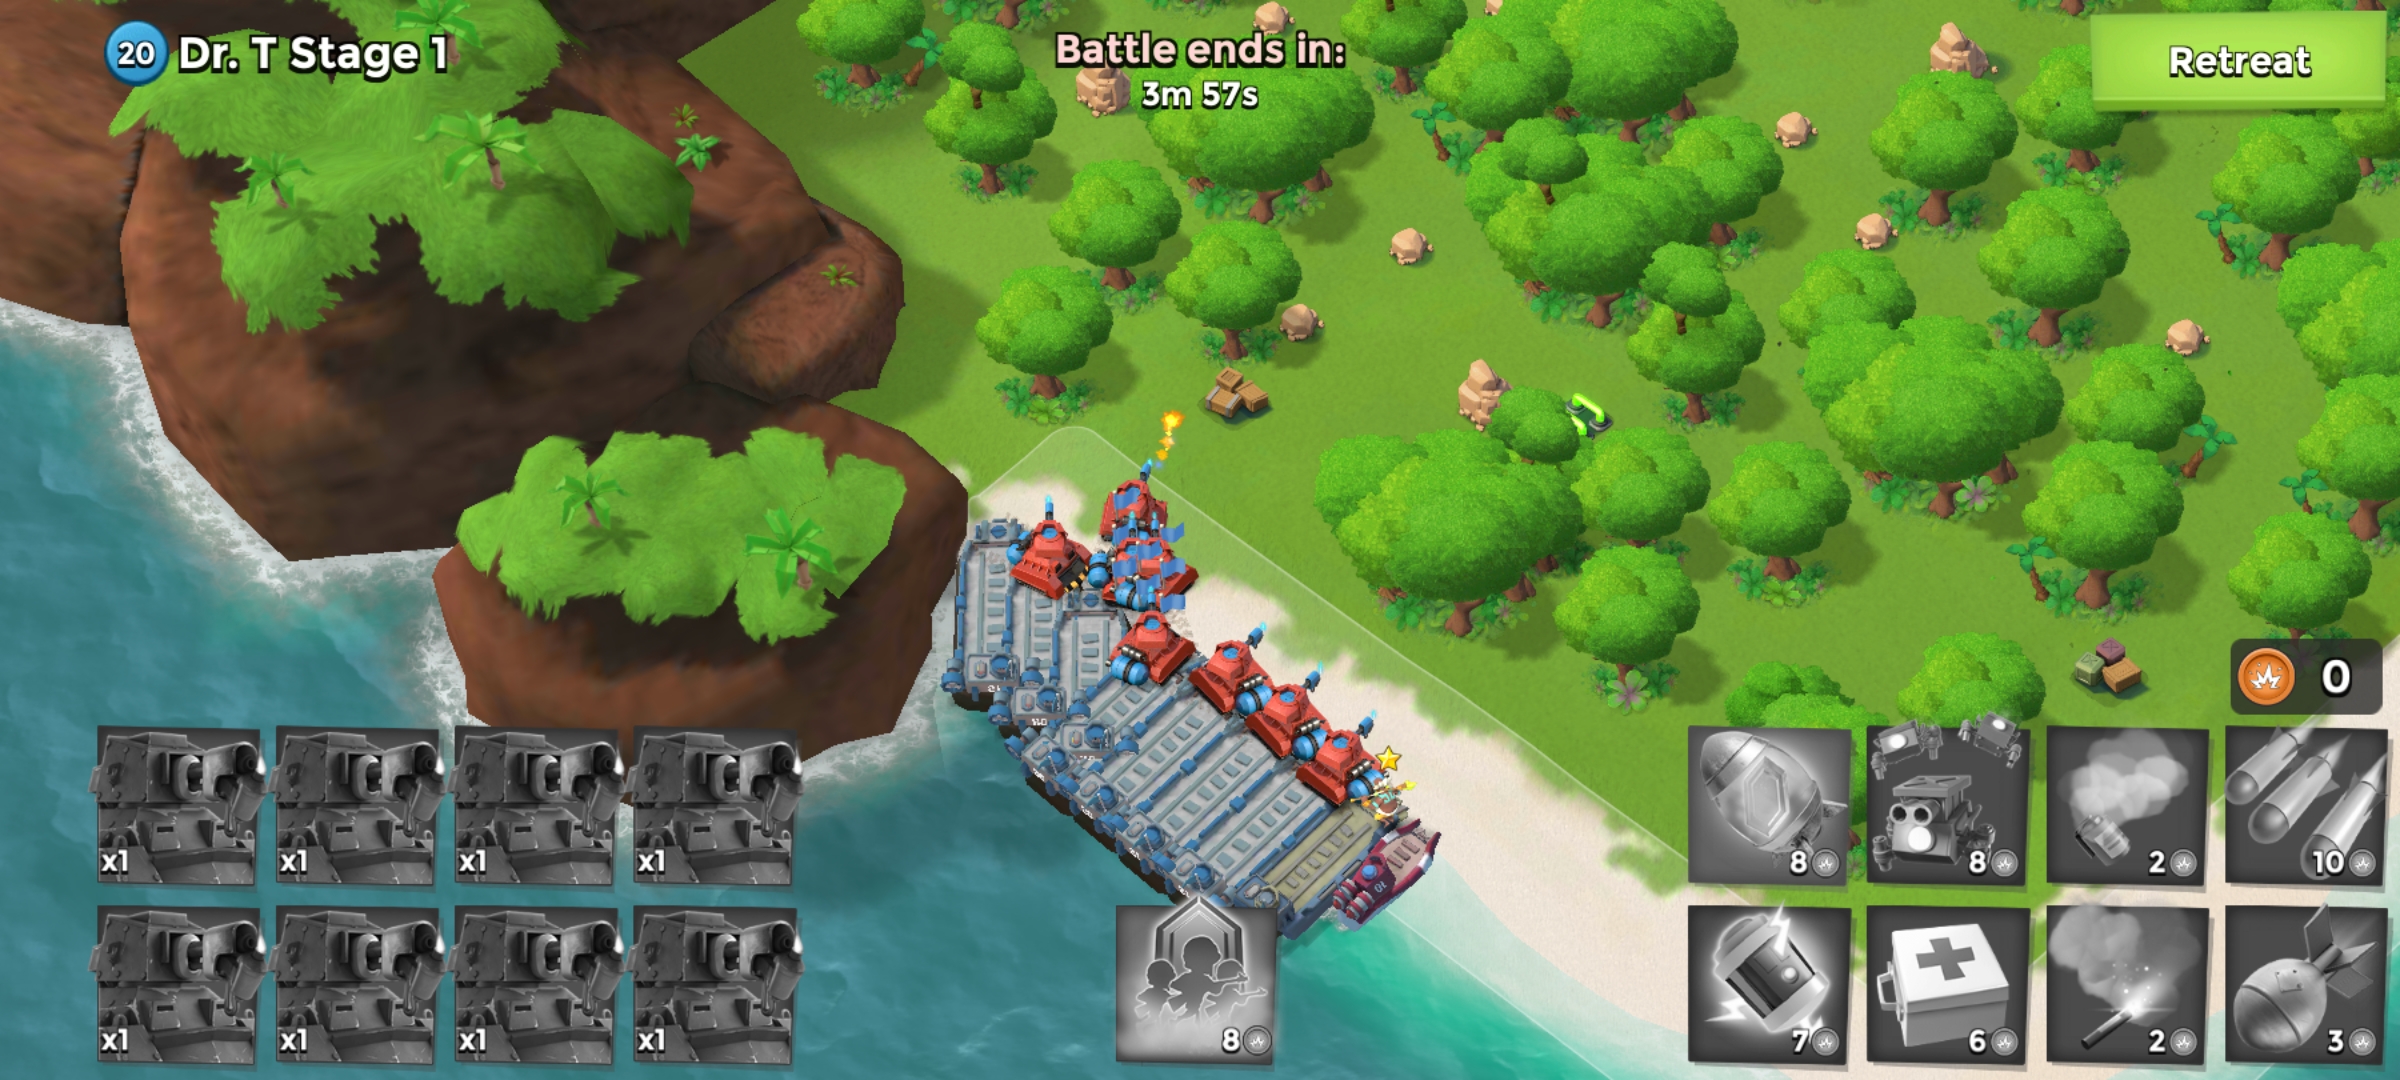 20 Dr. T Stage 1
Battle ends in:
3m 57s
Retreat
0
x1 x1 x1 x1
8 8 2 10
x1 x1 x1 x1
8
7 6 2 3